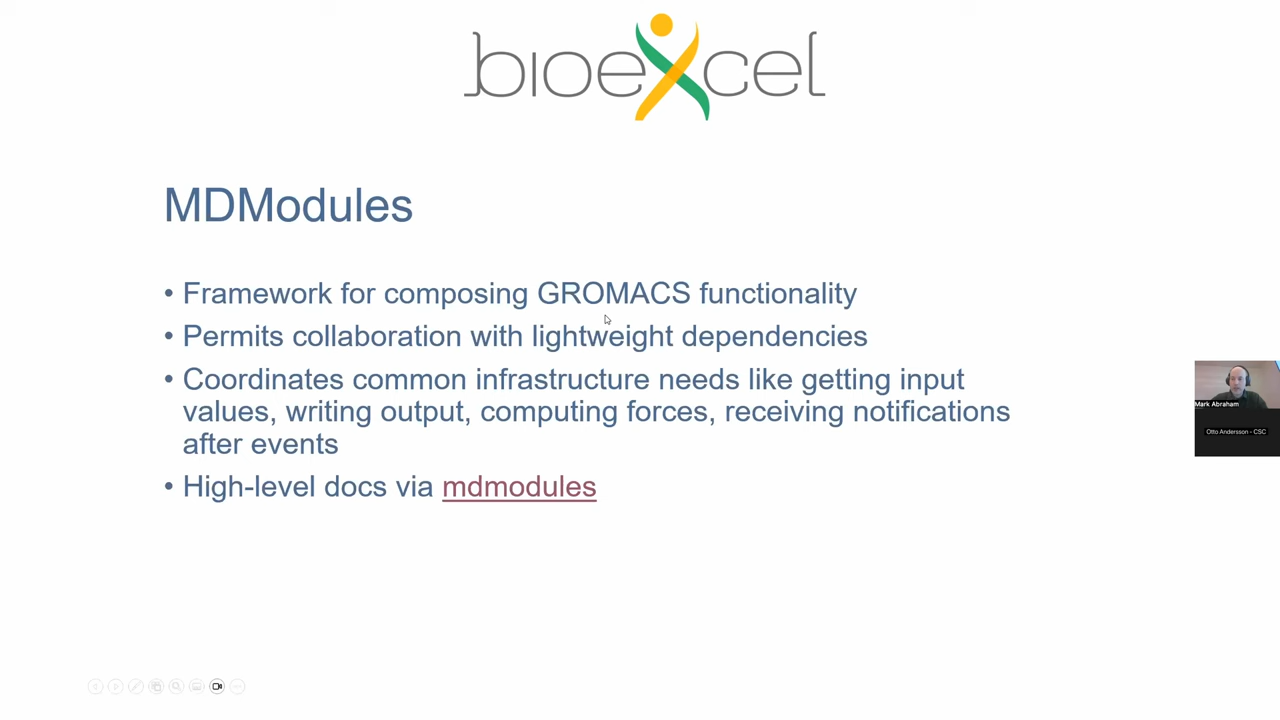 bioexcel
MDModules
• Framework for composing GROMACS functionality
• Permits collaboration with lightweight dependencies
• Coordinates common infrastructure needs like getting input
values, writing output, computing forces, receiving notifications
after events
• High-level docs via mdmodules
Mark Abraham
Otto Andersson - CSC